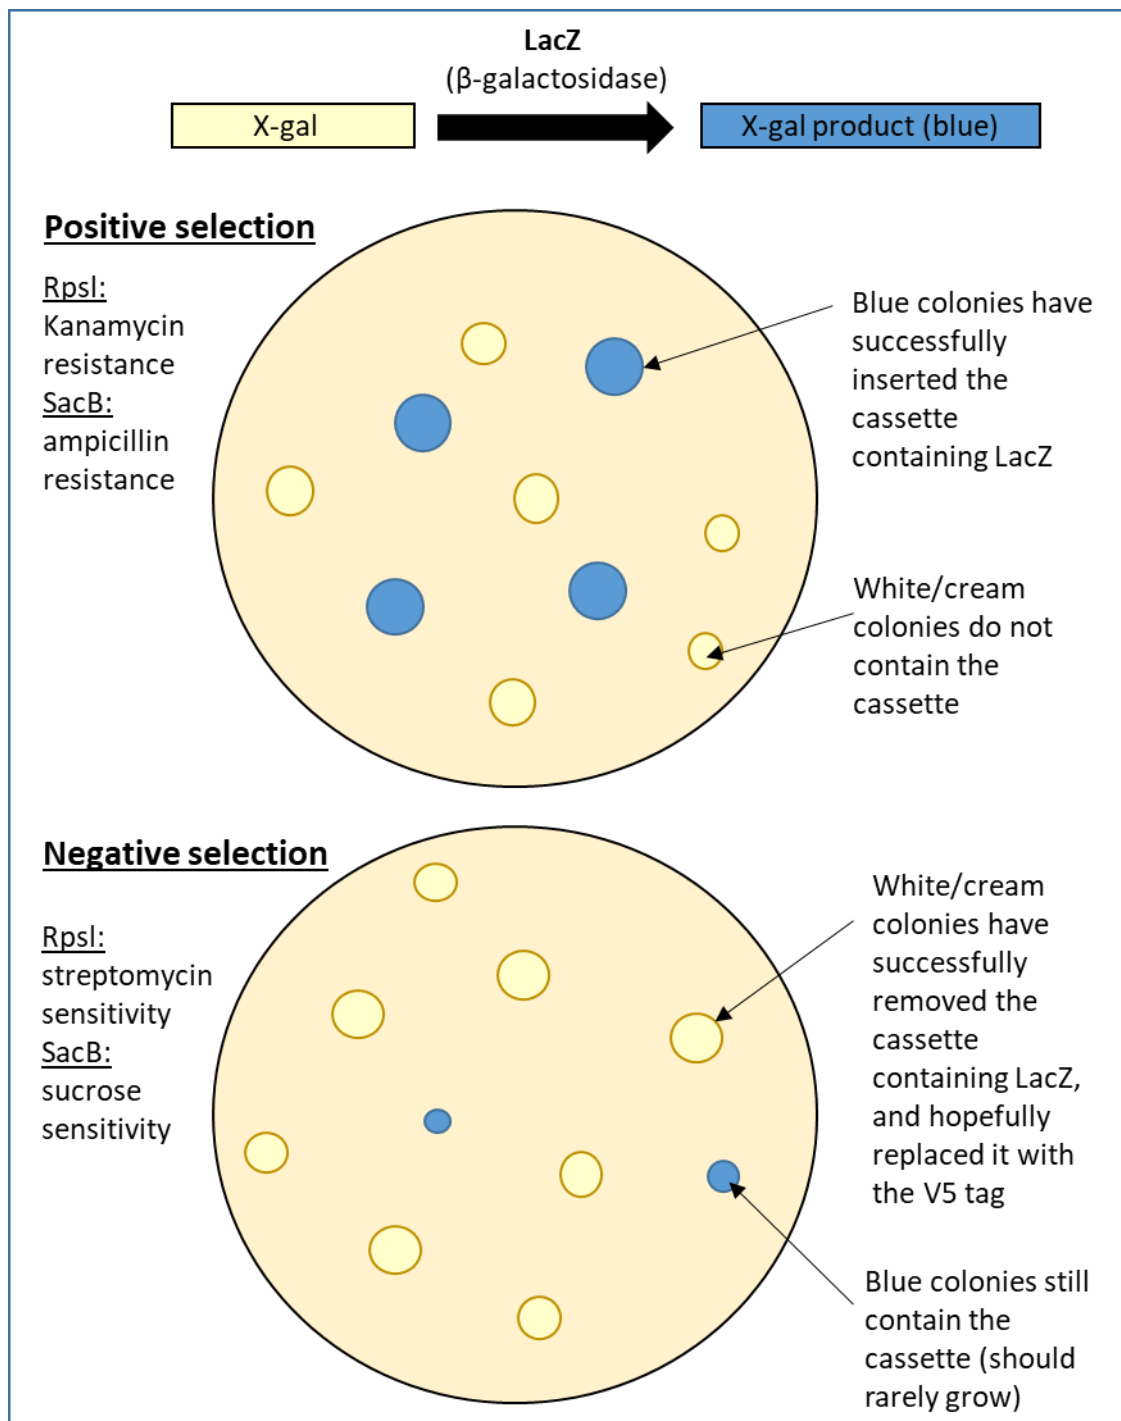 LacZ
(β-galactosidase)
X-gal
X-gal product (blue)
Positive selection
Rpsl:
Kanamycin
resistance
SacB:
ampicillin
resistance
Blue colonies have
successfully
inserted the
cassette
containing LacZ
White/cream
colonies do not
contain the
cassette
Negative selection
Rpsl:
streptomycin
sensitivity
SacB:
sucrose
sensitivity
White/cream
colonies have
successfully
removed the
cassette
containing LacZ,
and hopefully
replaced it with
the V5 tag
Blue colonies still
contain the
cassette (should
rarely grow)